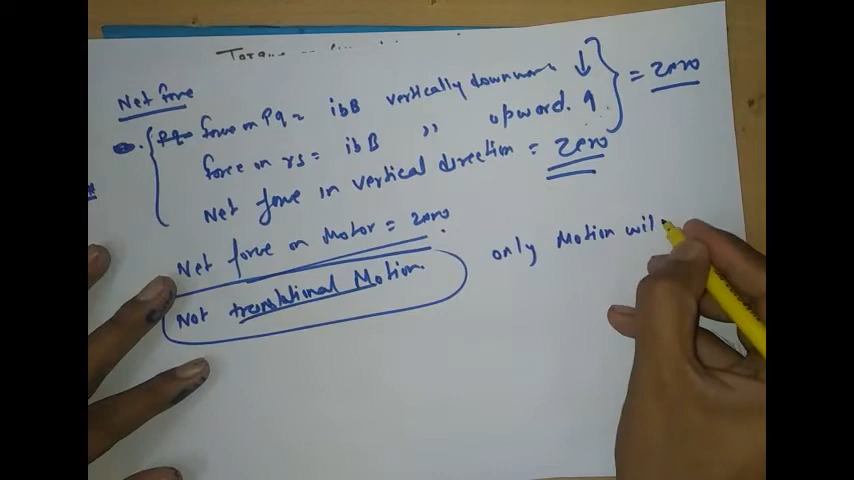 Net force
force on Pq = ibB vertically downward ↓
force on rs = ibB ,, upward. ↑
= zero
Net force in vertical direction = zero
Net force on Motor = zero
Not translational Motion.
only Motion wil